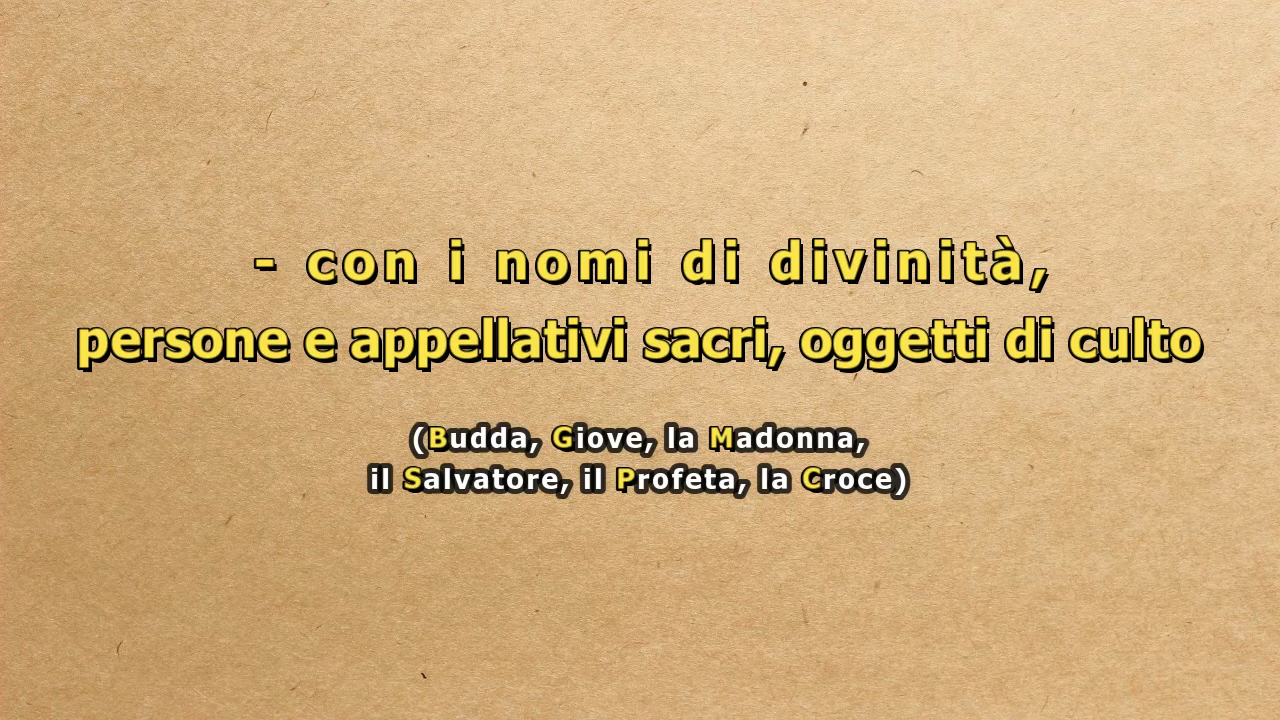 - con i nomi di divinità,
persone e appellativi sacri, oggetti di culto
(Budda, Giove, la Madonna,
il Salvatore, il Profeta, la Croce)